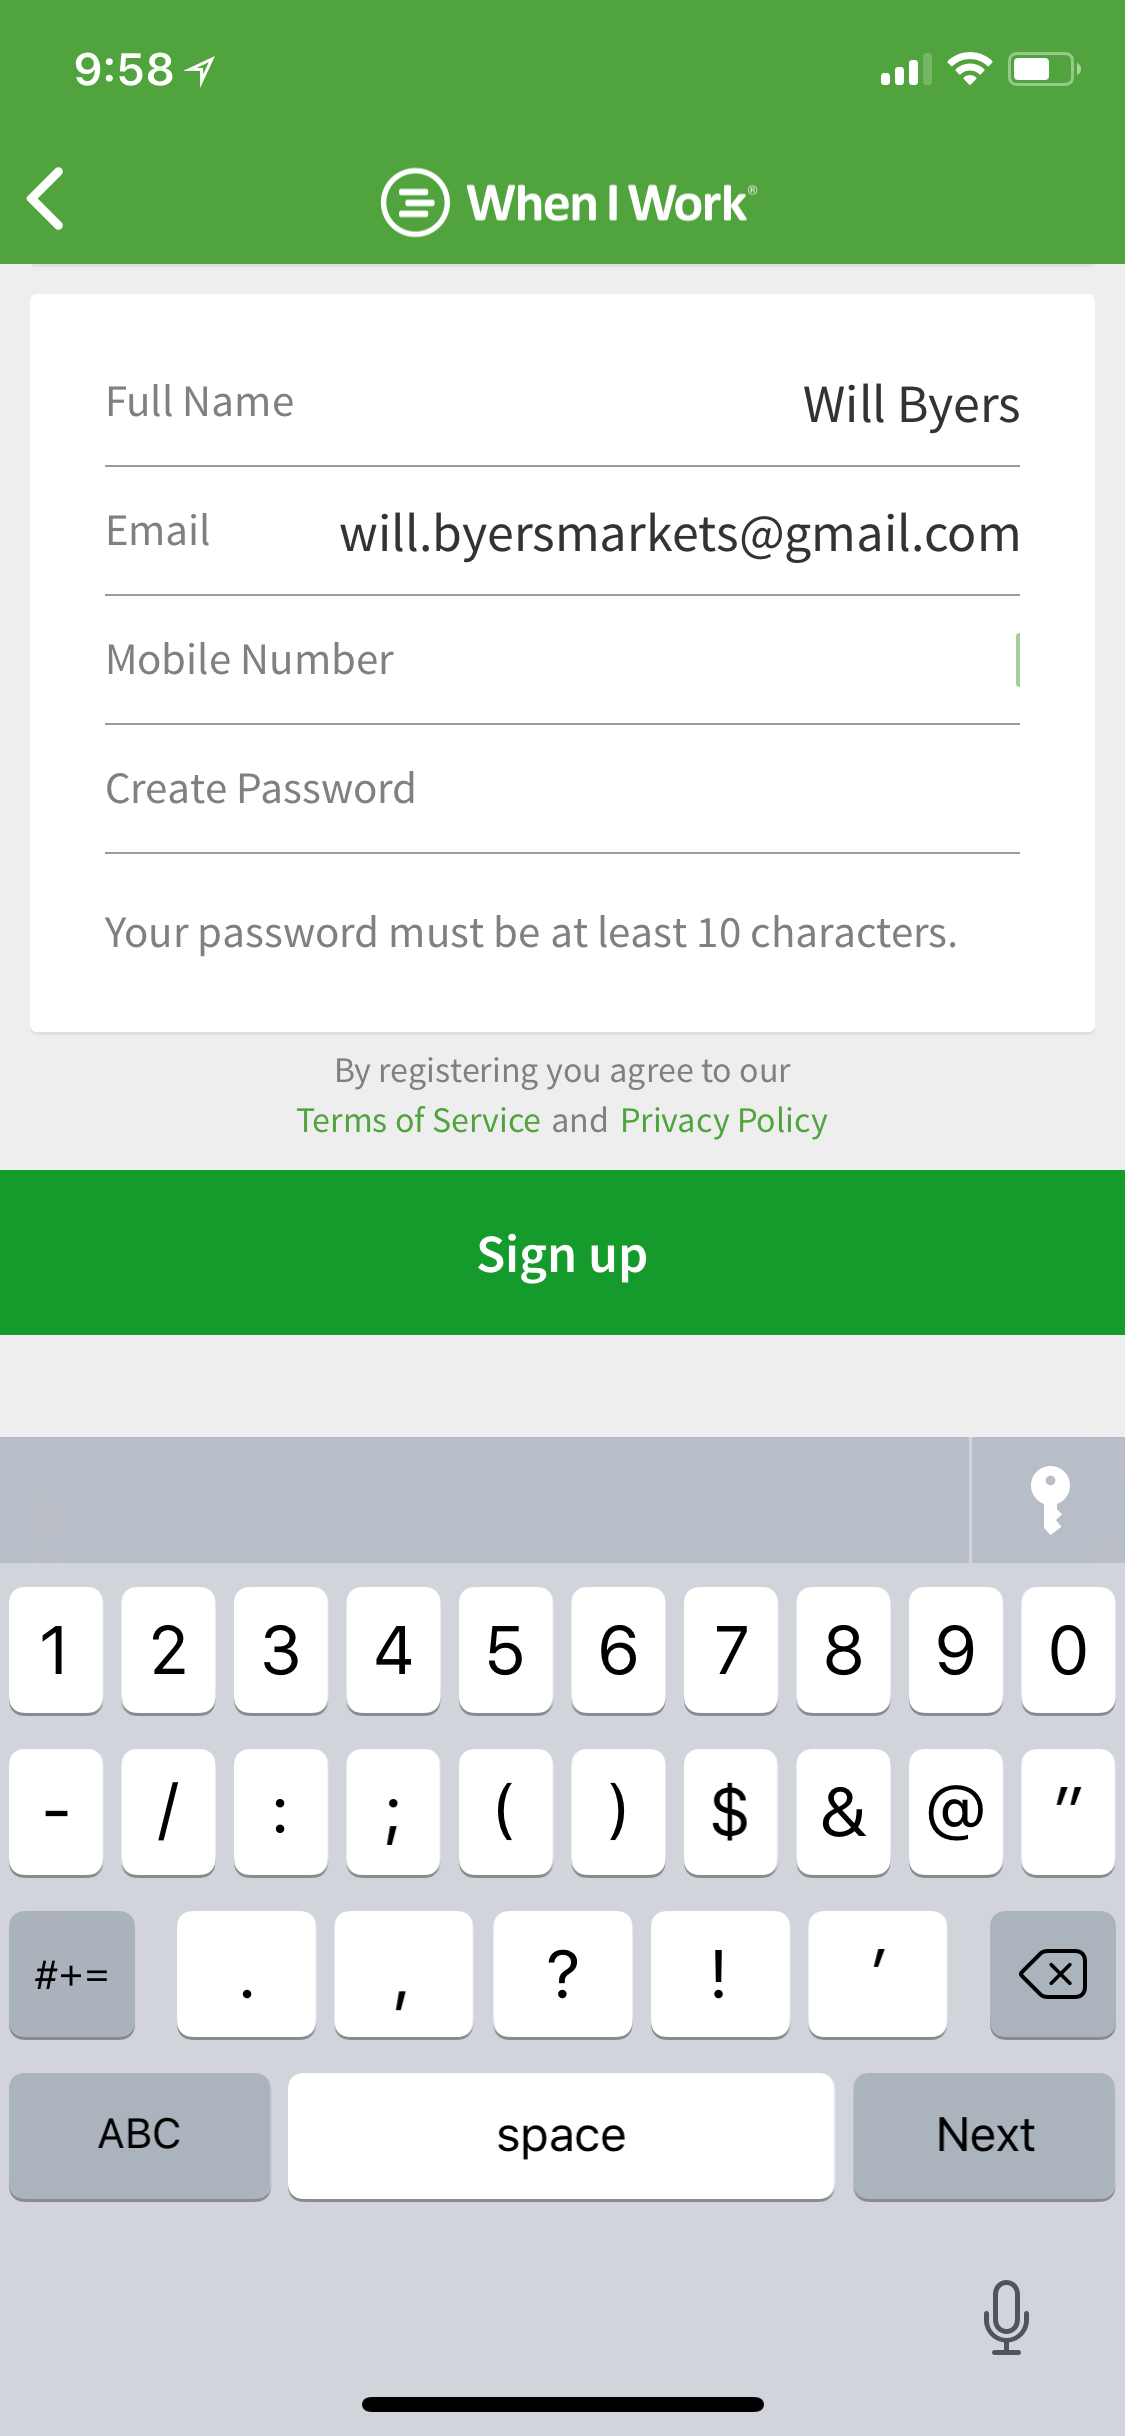 9:58
When I Work®
Full Name Will Byers
Email will.byersmarkets@gmail.com
Mobile Number
Create Password
Your password must be at least 10 characters.
By registering you agree to our
Terms of Service and Privacy Policy
Sign up
1 2 3 4 5 6 7 8 9 0
- / : ; ( ) $ & @ "
#+= . , ? ! '
ABC space Next